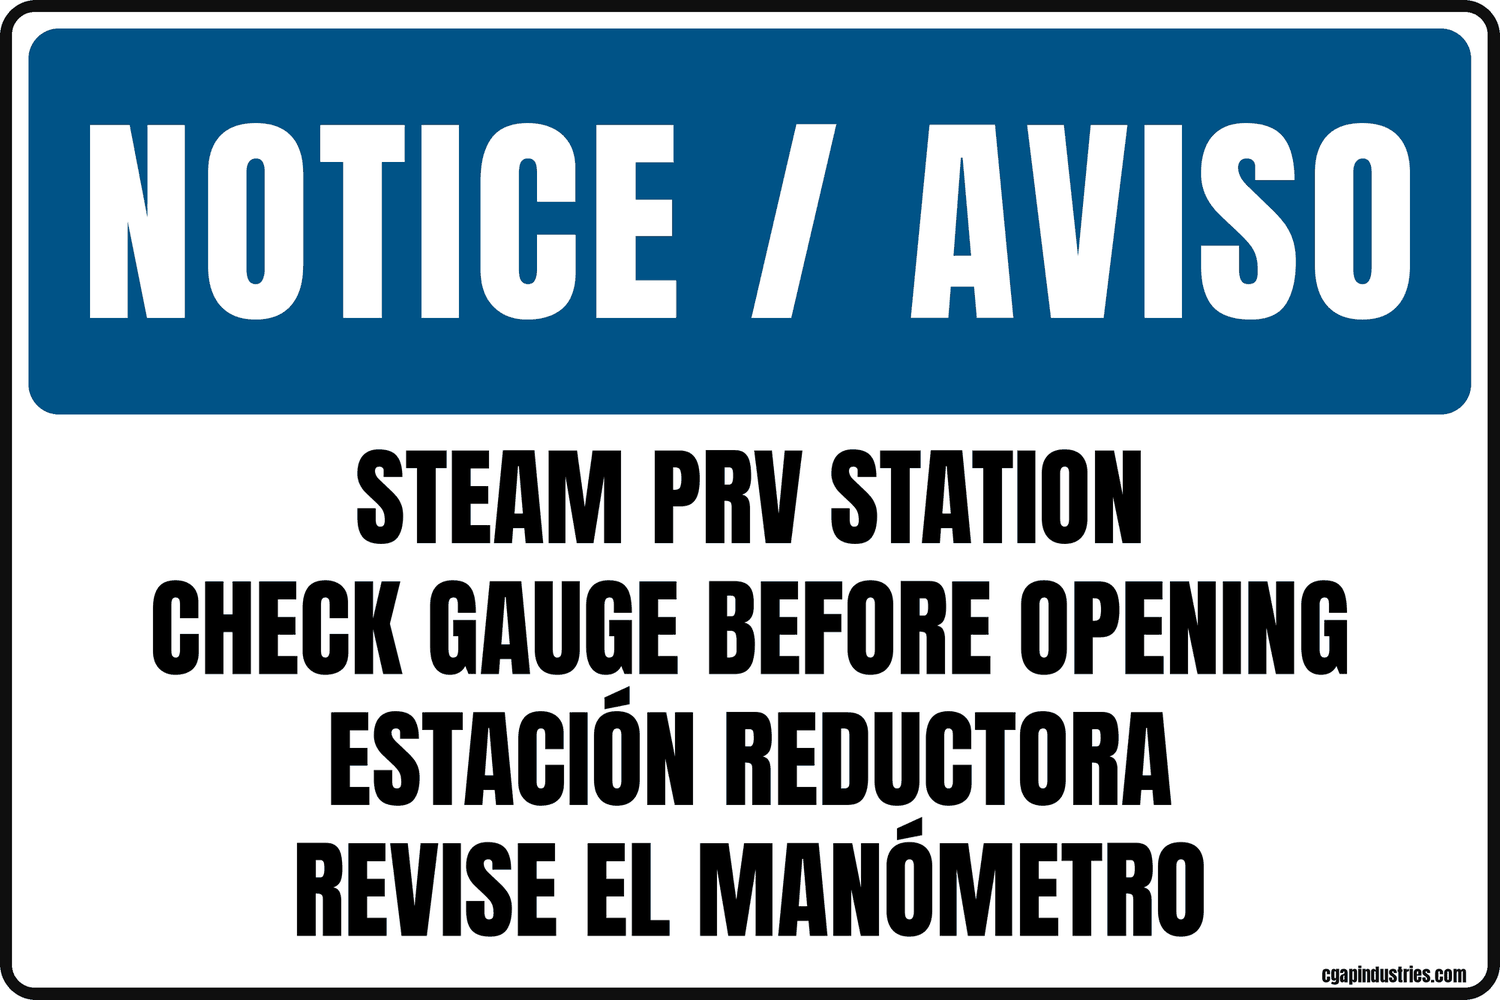 NOTICE / AVISO
STEAM PRV STATION
CHECK GAUGE BEFORE OPENING
ESTACIÓN REDUCTORA
REVISE EL MANÓMETRO
cgapindustries.com